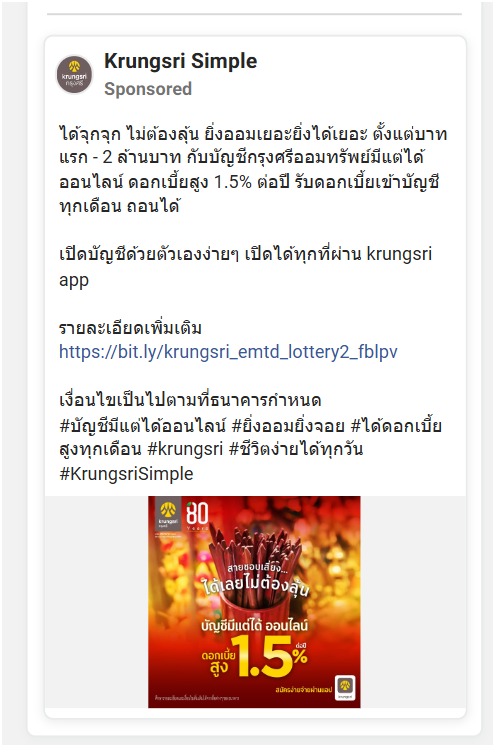 Krungsri Simple
Sponsored
ได้จุกจุก ไม่ต้องลุ้น ยิ่งออมเยอะยิ่งได้เยอะ ตั้งแต่บาท
แรก - 2 ล้านบาท กับบัญชีกรุงศรีออมทรัพย์มีแต่ได้
ออนไลน์ ดอกเบี้ยสูง 1.5% ต่อปี รับดอกเบี้ยเข้าบัญชี
ทุกเดือน ถอนได้
เปิดบัญชีด้วยตัวเองง่ายๆ เปิดได้ทุกที่ผ่าน krungsri
app
รายละเอียดเพิ่มเติม
https://bit.ly/krungsri_emtd_lottery2_fblpv
เงื่อนไขเป็นไปตามที่ธนาคารกำหนด
#บัญชีมีแต่ได้ออนไลน์ #ยิ่งออมยิ่งจอย #ได้ดอกเบี้ย
สูงทุกเดือน #krungsri #ชีวิตง่ายได้ทุกวัน
#KrungsriSimple
krungsri
กรุงศรี
krungsri
80
Years
สายชอบเสี่ยง...
ได้เลยไม่ต้องลุ้น
บัญชีมีแต่ได้ ออนไลน์
ดอกเบี้ย
สูง 1.5% ต่อปี
สมัครง่ายจ่ายผ่านแอป